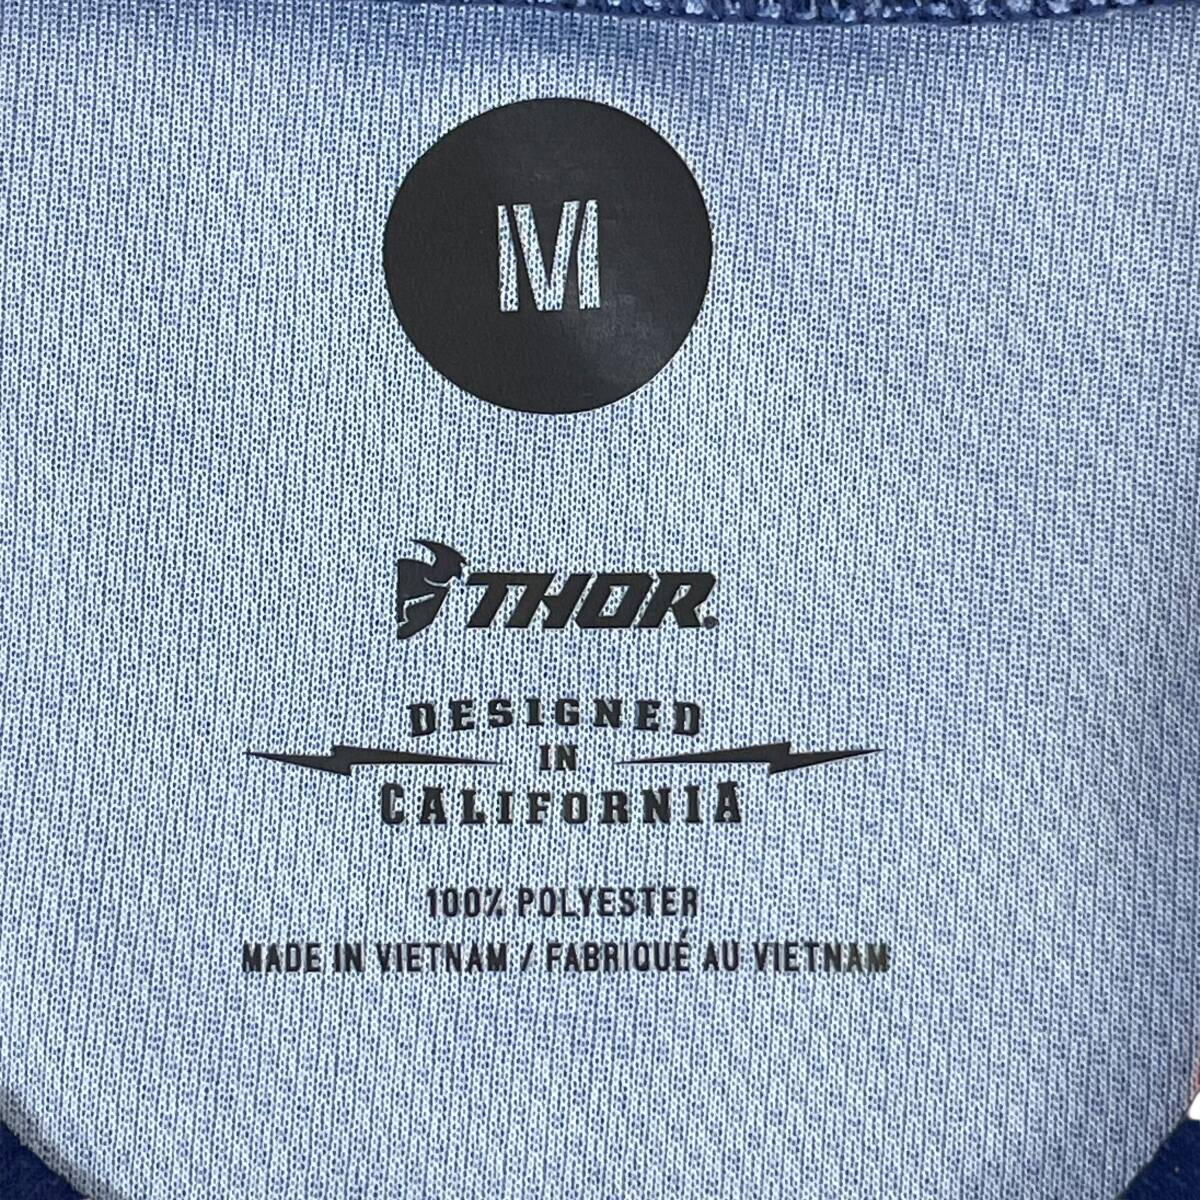 M
THOR.
DESIGNED
IN
CALIFORNIA
100% POLYESTER
MADE IN VIETNAM / FABRIQUÉ AU VIETNAM